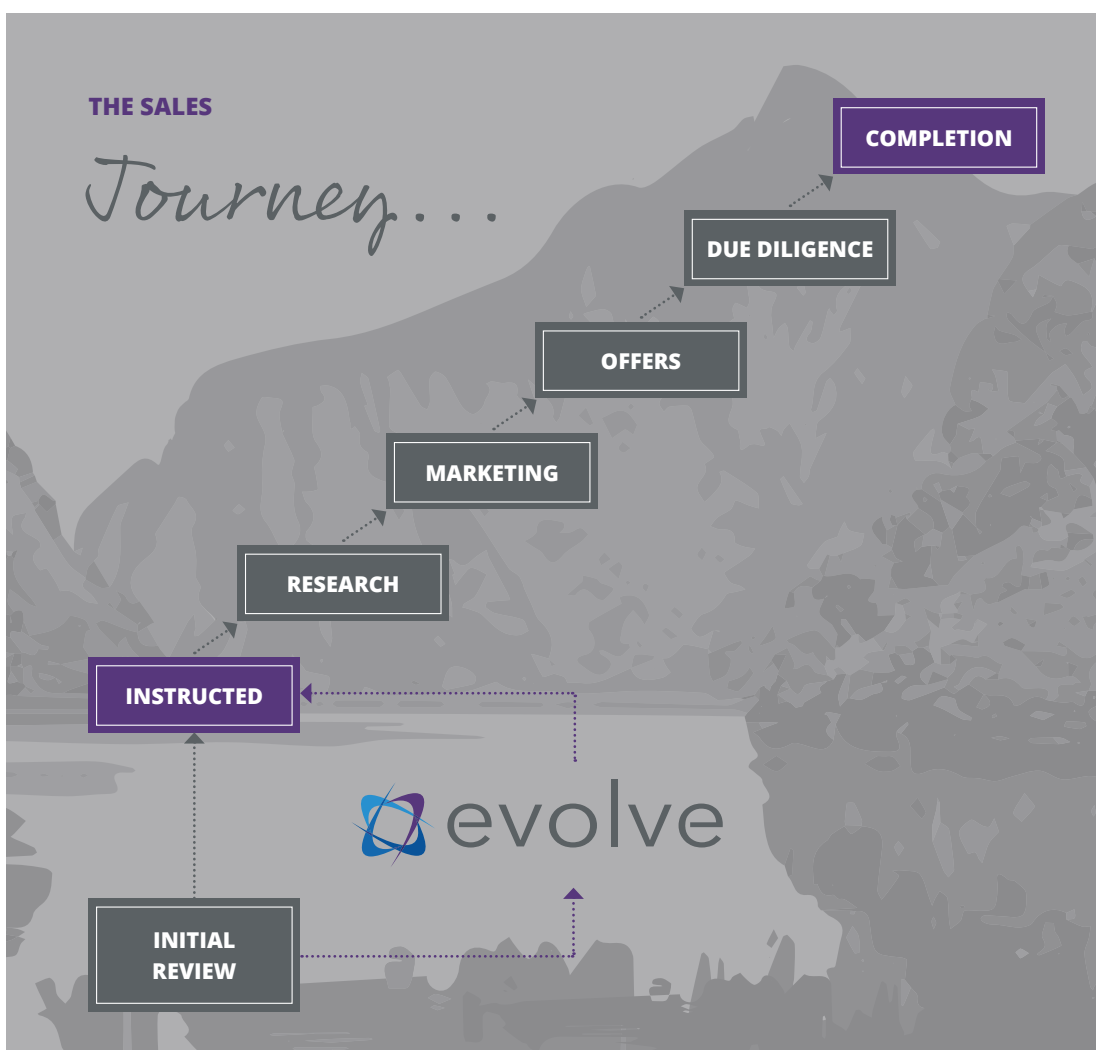 THE SALES
Journey...
COMPLETION
DUE DILIGENCE
OFFERS
MARKETING
RESEARCH
INSTRUCTED
evolve
INITIAL
REVIEW